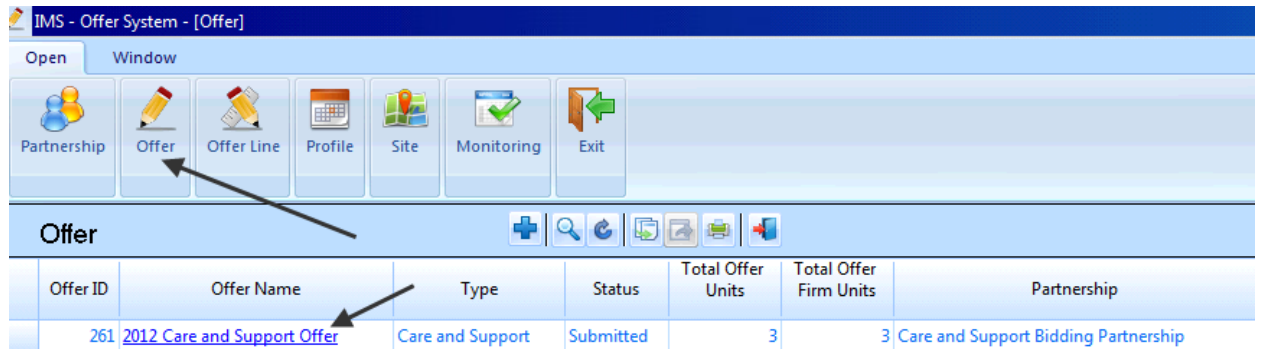 IMS - Offer System - [Offer]
Open Window
Partnership Offer Offer Line Profile Site Monitoring Exit
Offer
Offer ID Offer Name Type Status Total Offer Units Total Offer Firm Units Partnership
261 2012 Care and Support Offer Care and Support Submitted 3 3 Care and Support Bidding Partnership